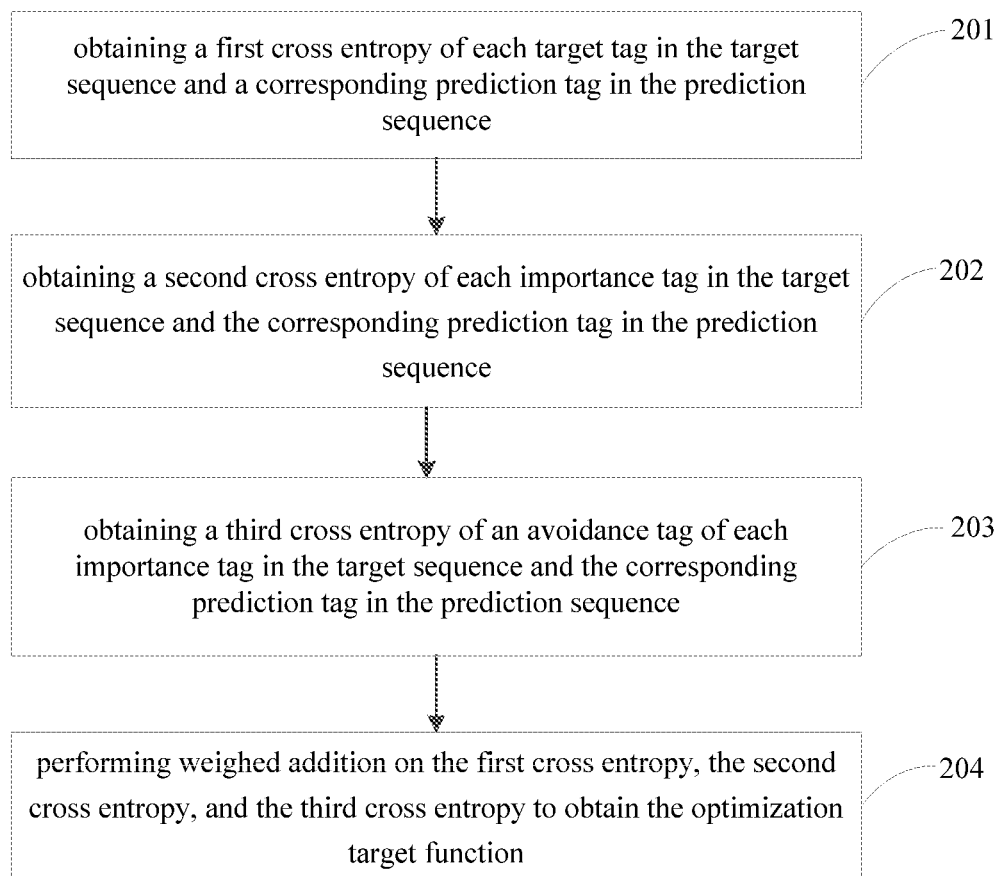 obtaining a first cross entropy of each target tag in the target
sequence and a corresponding prediction tag in the prediction
sequence
201
obtaining a second cross entropy of each importance tag in the target
sequence and the corresponding prediction tag in the prediction
sequence
202
obtaining a third cross entropy of an avoidance tag of each
importance tag in the target sequence and the corresponding
prediction tag in the prediction sequence
203
performing weighed addition on the first cross entropy, the second
cross entropy, and the third cross entropy to obtain the optimization
target function
204